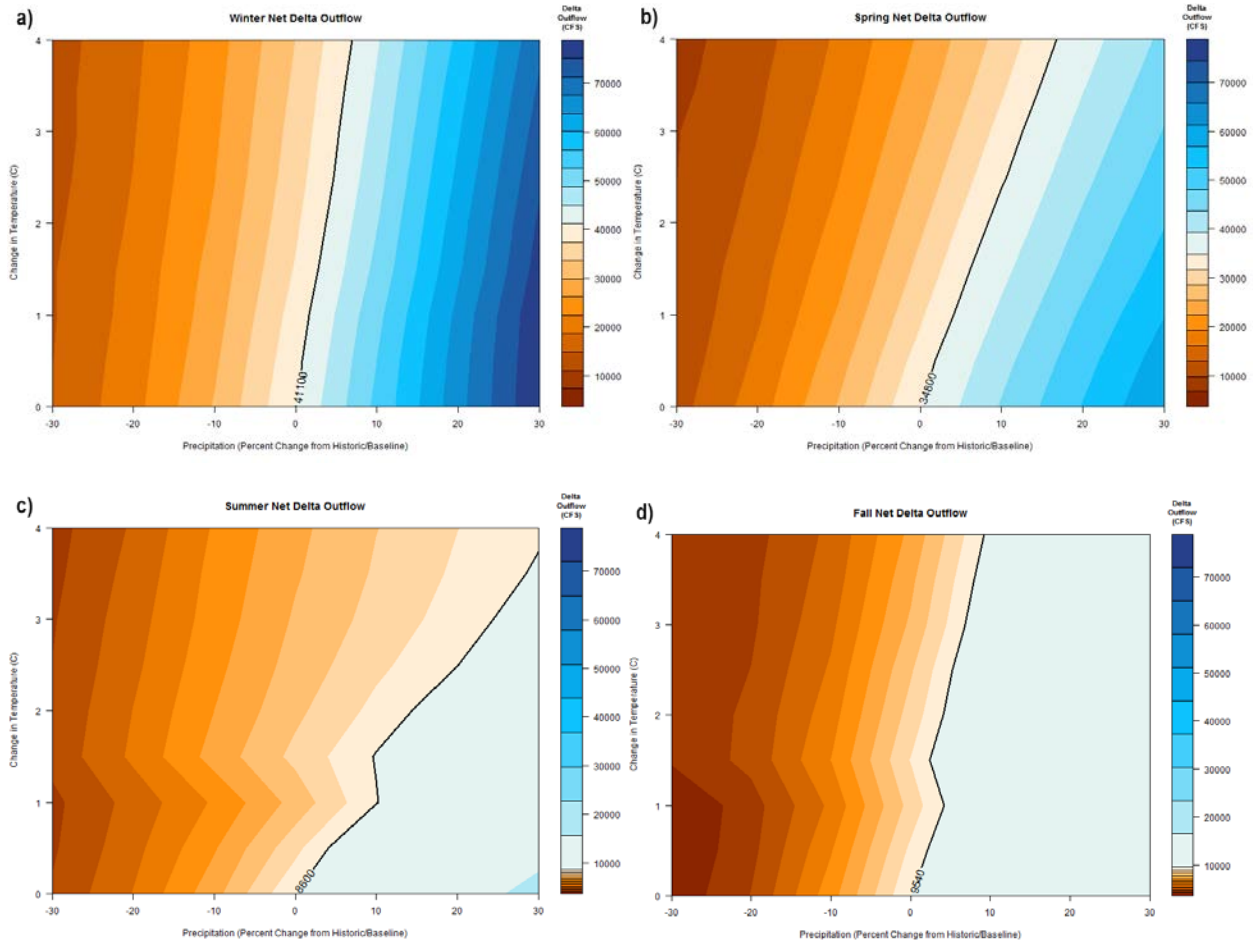 a)
Winter Net Delta Outflow
Delta
Outflow
(CFS)
4
3
2
1
0
Change in Temperature (C)
41100
-30 -20 -10 0 10 20 30
Precipitation (Percent Change from Historic/Baseline)
70000
60000
50000
40000
30000
20000
10000
b)
Spring Net Delta Outflow
Delta
Outflow
(CFS)
4
3
2
1
0
Change in Temperature (C)
34800
-30 -20 -10 0 10 20 30
Precipitation (Percent Change from Historic/Baseline)
70000
60000
50000
40000
30000
20000
10000
c)
Summer Net Delta Outflow
Delta
Outflow
(CFS)
4
3
2
1
0
Change in Temperature (C)
8600
-30 -20 -10 0 10 20 30
Precipitation (Percent Change from Historic/Baseline)
70000
60000
50000
40000
30000
20000
10000
d)
Fall Net Delta Outflow
Delta
Outflow
(CFS)
4
3
2
1
0
Change in Temperature (C)
9540
-30 -20 -10 0 10 20 30
Precipitation (Percent Change from Historic/Baseline)
70000
60000
50000
40000
30000
20000
10000